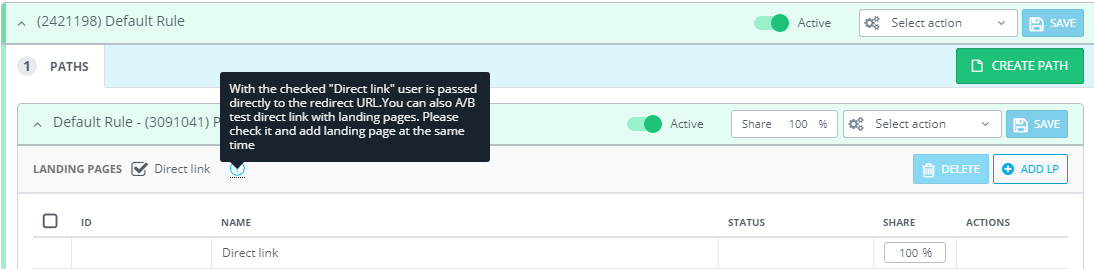 (2421198) Default Rule
Active
Select action
SAVE
1 PATHS
CREATE PATH
With the checked "Direct link" user is passed
directly to the redirect URL.You can also A/B
test direct link with landing pages. Please
check it and add landing page at the same
time
Default Rule - (3091041) P
Active
Share 100 %
Select action
SAVE
LANDING PAGES Direct link
DELETE
ADD LP
ID NAME STATUS SHARE ACTIONS
Direct link 100 %